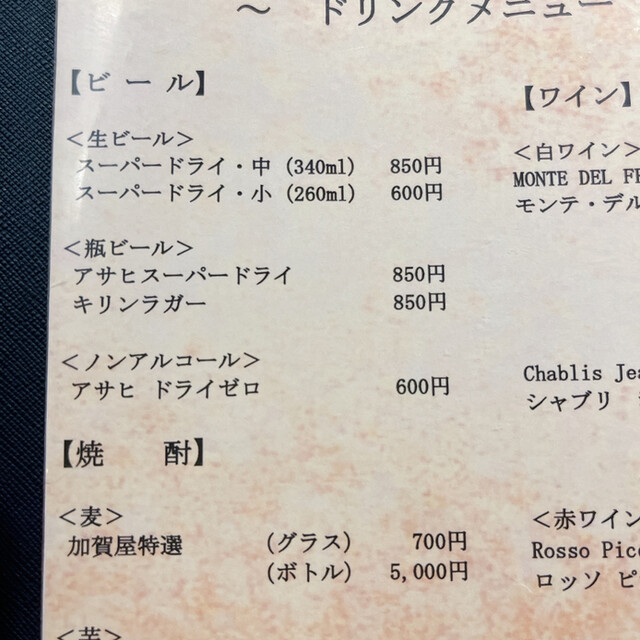 ～ ドリンクメニュー
【ビール】
＜生ビール＞
スーパードライ・中（340ml） 850円
スーパードライ・小（260ml） 600円
＜瓶ビール＞
アサヒスーパードライ 850円
キリンラガー 850円
＜ノンアルコール＞
アサヒ ドライゼロ 600円
【焼 酎】
＜麦＞
加賀屋特選 （グラス） 700円
（ボトル） 5,000円
【ワイン】
＜白ワイン＞
MONTE DEL
モンテ・デル
Chablis
シャブリ
＜赤ワイン
Rosso
ロッソ